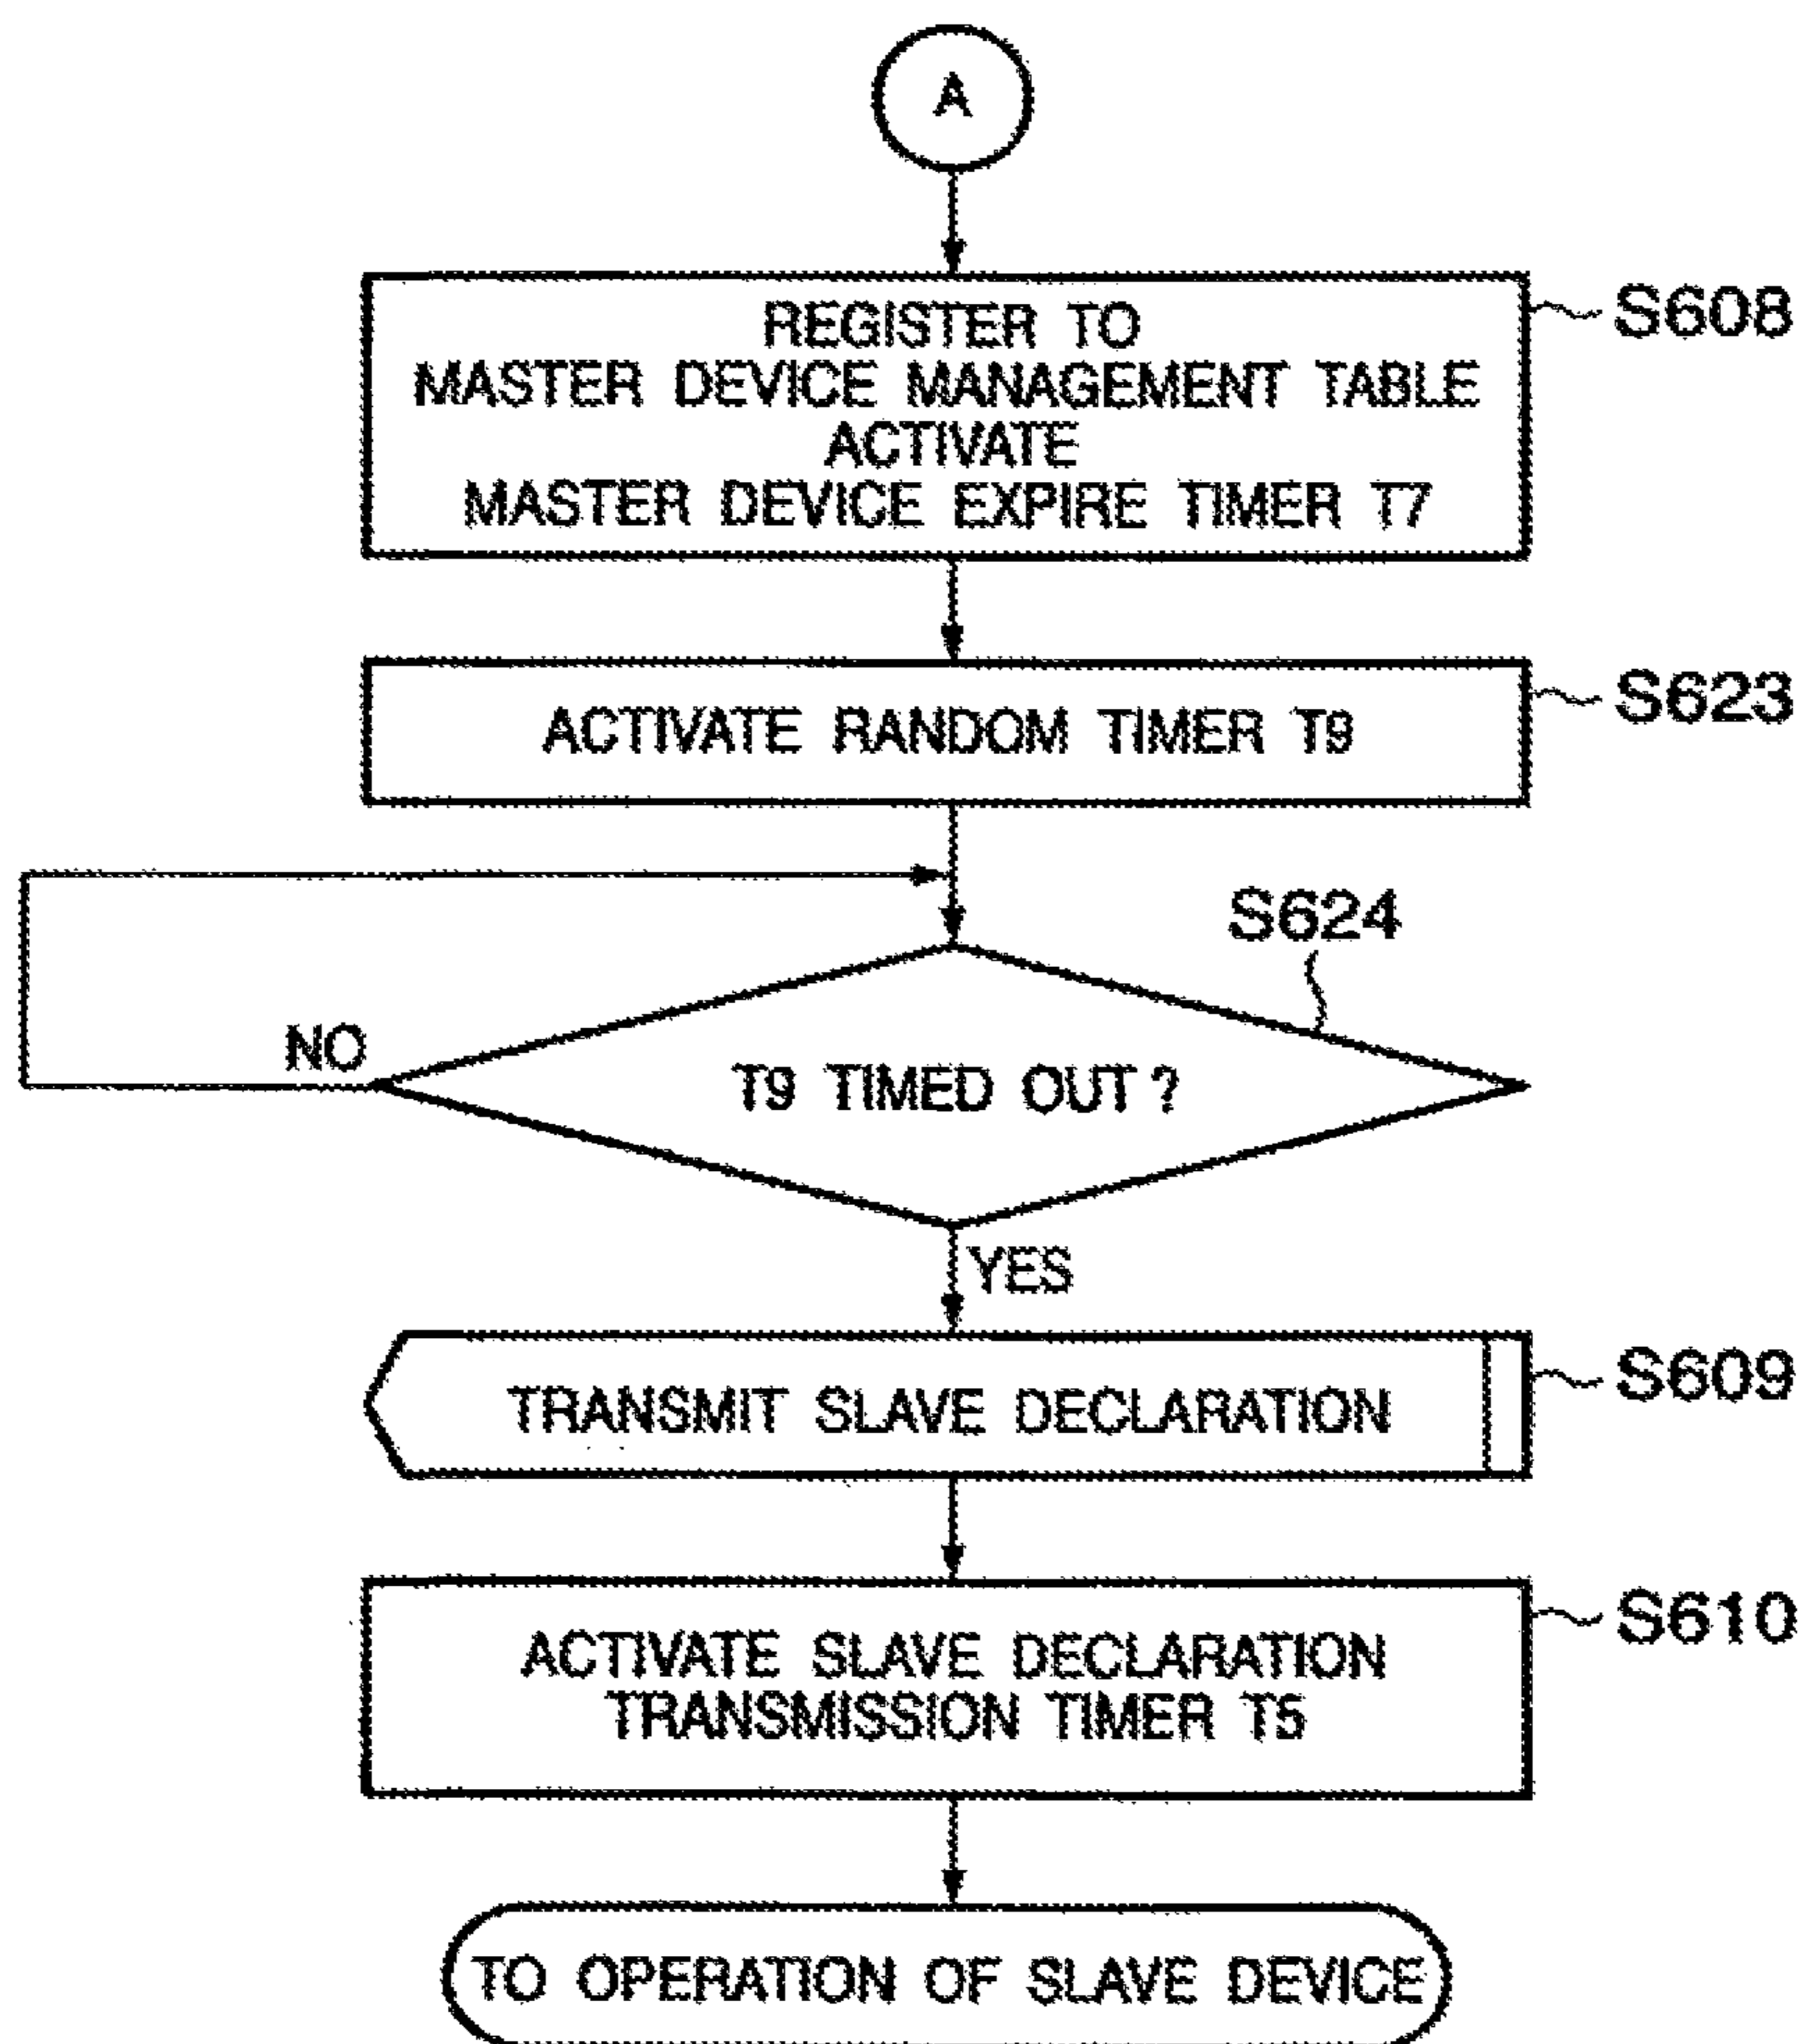 A
REGISTER TO
MASTER DEVICE MANAGEMENT TABLE
ACTIVATE
MASTER DEVICE EXPIRE TIMER T7
S608
ACTIVATE RANDOM TIMER T9
S623
S624
NO
T9 TIMED OUT ?
YES
TRANSMIT SLAVE DECLARATION
S609
ACTIVATE SLAVE DECLARATION
TRANSMISSION TIMER T5
S610
TO OPERATION OF SLAVE DEVICE